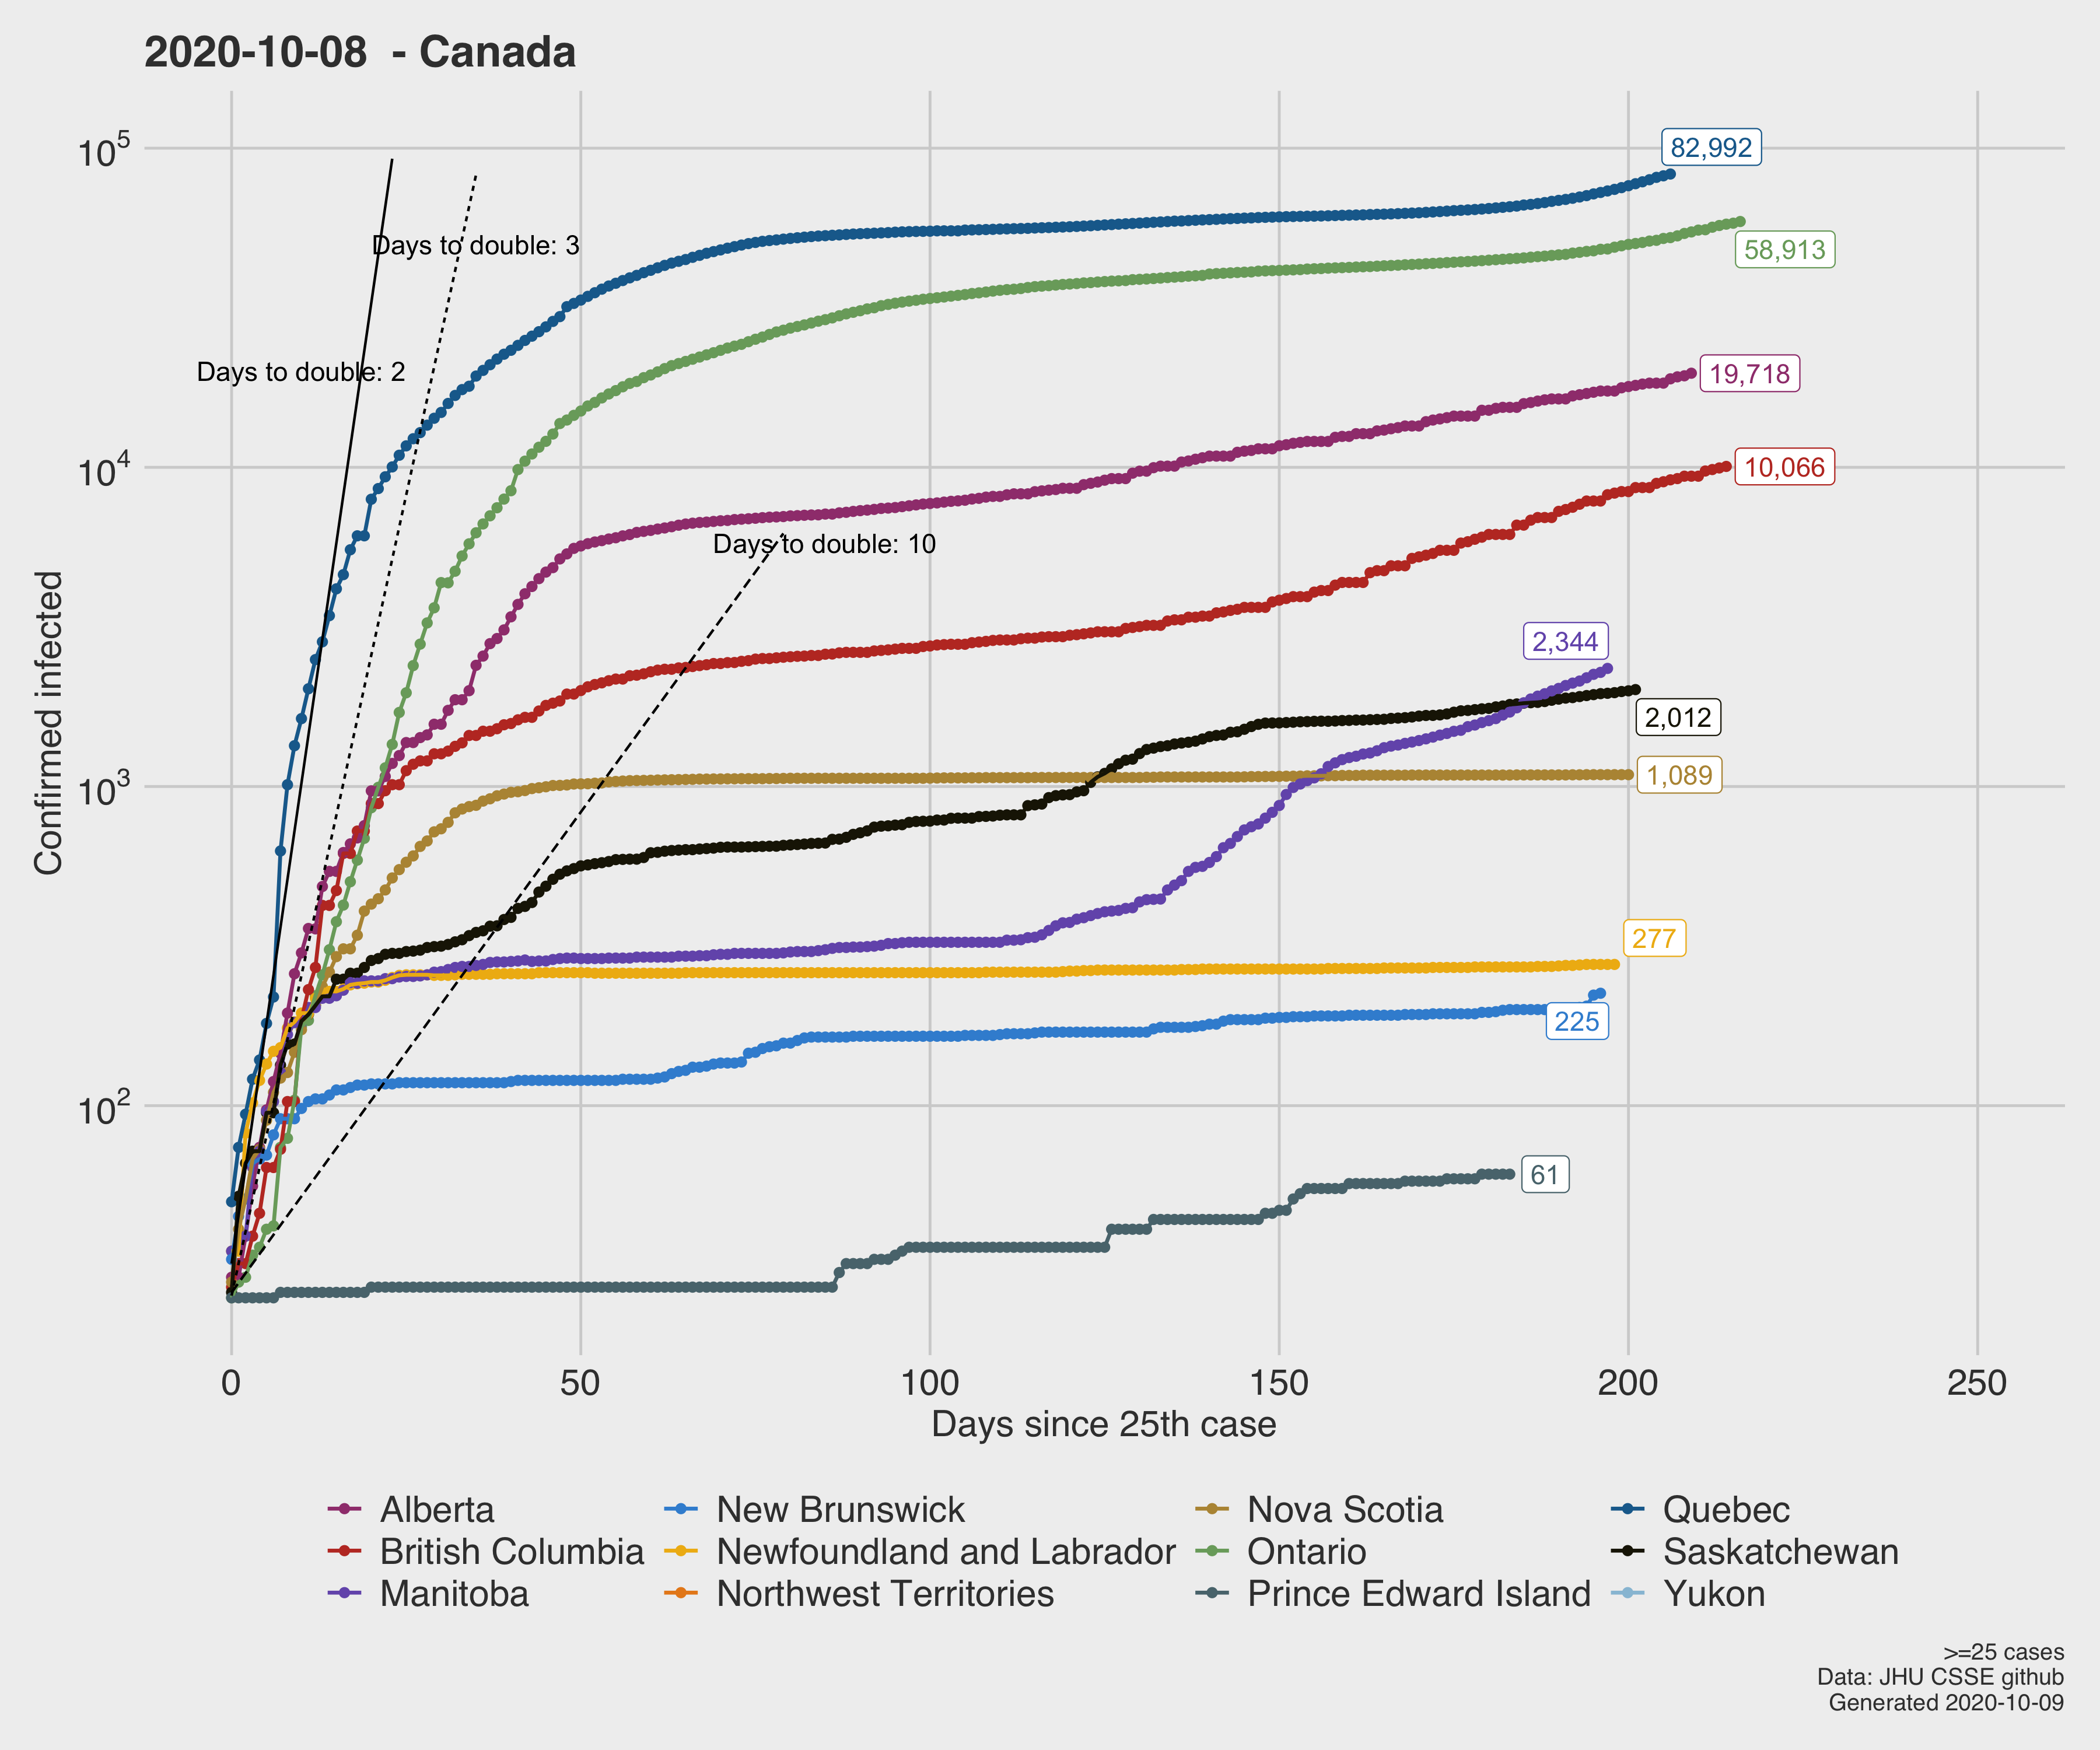 2020-10-08 - Canada
10^5
10^4
10^3
10^2
Confirmed infected
Days to double: 3
Days to double: 2
Days to double: 10
82,992
58,913
19,718
10,066
2,344
2,012
1,089
277
225
61
0 50 100 150 200 250
Days since 25th case
Alberta New Brunswick Nova Scotia Quebec
British Columbia Newfoundland and Labrador Ontario Saskatchewan
Manitoba Northwest Territories Prince Edward Island Yukon
>=25 cases
Data: JHU CSSE github
Generated 2020-10-09